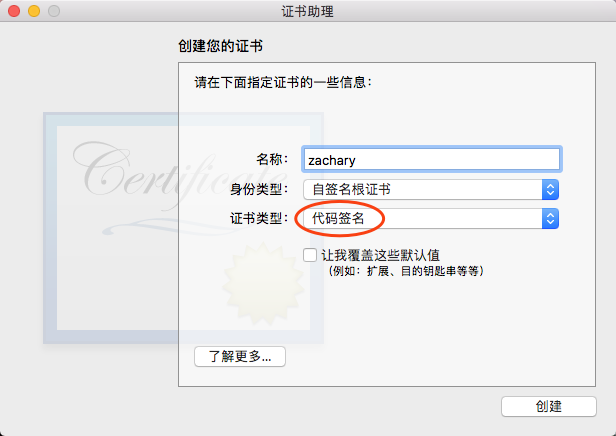 证书助理
创建您的证书
请在下面指定证书的一些信息：
Certificate
名称： zachary
身份类型： 自签名根证书
证书类型： 代码签名
让我覆盖这些默认值
（例如：扩展、目的钥匙串等等）
了解更多...
创建